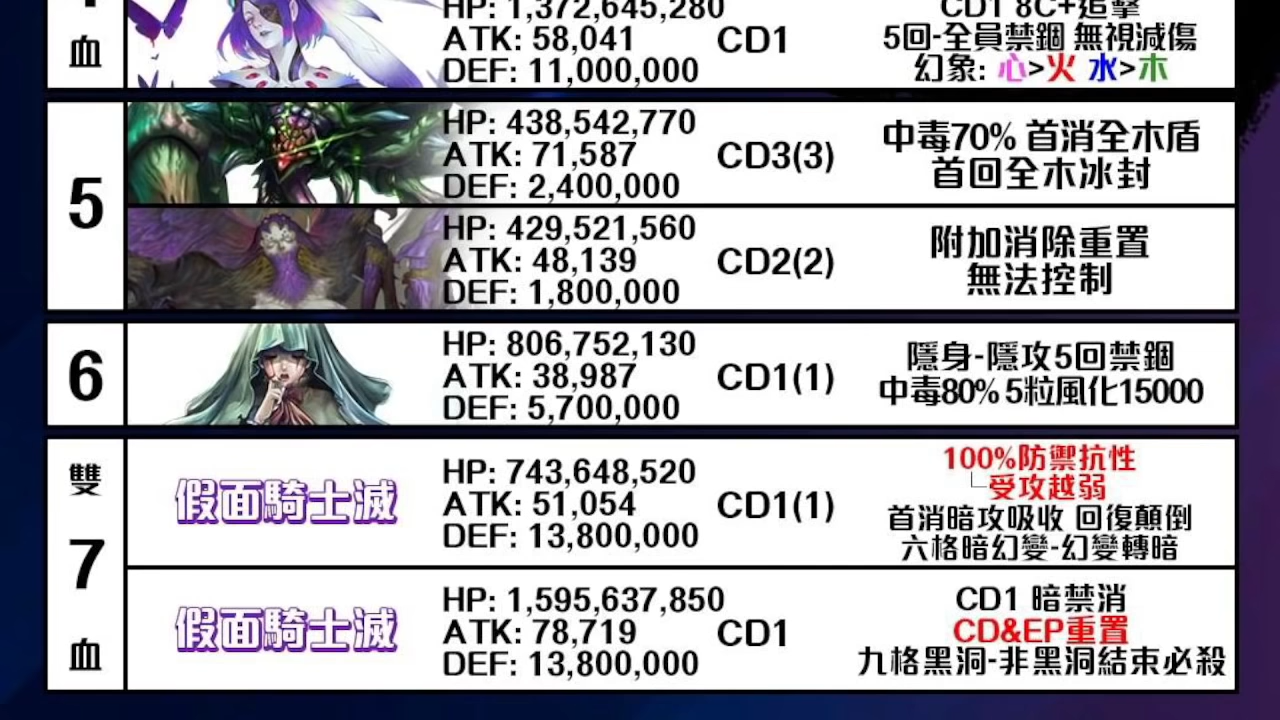 血
HP: 1,372,645,280
ATK: 58,041
DEF: 11,000,000
CD1
CD1 8C+追擊
5回-全員禁錮 無視減傷
幻象: 心>火 水>木
5
HP: 438,542,770
ATK: 71,587
DEF: 2,400,000
CD3(3)
中毒70% 首消全木盾
首回全木冰封
HP: 429,521,560
ATK: 48,139
DEF: 1,800,000
CD2(2)
附加消除重置
無法控制
6
HP: 806,752,130
ATK: 38,987
DEF: 5,700,000
CD1(1)
隱身-隱攻5回禁錮
中毒80% 5粒風化15000
雙
7
血
假面騎士滅
HP: 743,648,520
ATK: 51,054
DEF: 13,800,000
CD1(1)
100%防禦抗性
└受攻越弱
首消暗攻吸收 回復顛倒
六格暗幻變-幻變轉暗
假面騎士滅
HP: 1,595,637,850
ATK: 78,719
DEF: 13,800,000
CD1
CD1 暗禁消
CD&EP重置
九格黑洞-非黑洞結束必殺